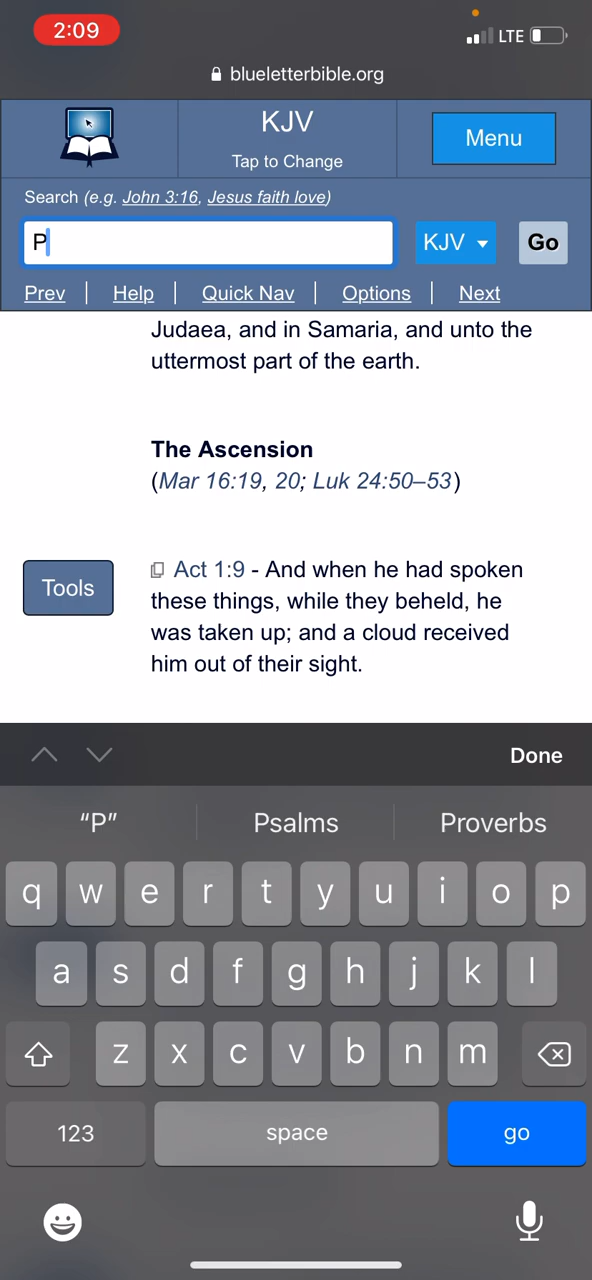 2:09
LTE
blueletterbible.org
KJV
Tap to Change
Menu
Search (e.g. John 3:16, Jesus faith love)
P
KJV
Go
Prev
Help
Quick Nav
Options
Next
Judaea, and in Samaria, and unto the
uttermost part of the earth.
The Ascension
(Mar 16:19, 20; Luk 24:50–53)
Tools
Act 1:9 - And when he had spoken
these things, while they beheld, he
was taken up; and a cloud received
him out of their sight.
Done
“P”
Psalms
Proverbs
q w e r t y u i o p
a s d f g h j k l
z x c v b n m
123
space
go